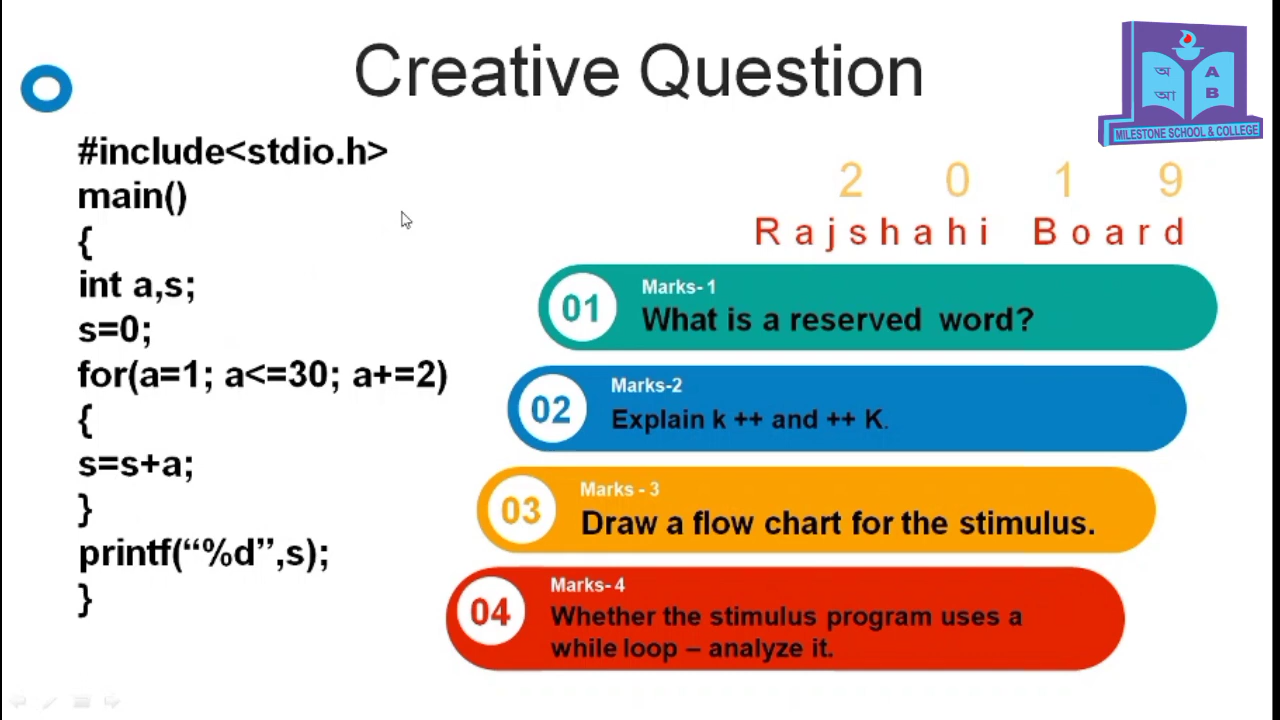 Creative Question
অ A
আ B
MILESTONE SCHOOL & COLLEGE
#include<stdio.h>
main()
{
int a,s;
s=0;
for(a=1; a<=30; a+=2)
{
s=s+a;
}
printf(“%d”,s);
}
2 0 1 9
Rajshahi Board
01
Marks- 1
What is a reserved word?
02
Marks-2
Explain k ++ and ++ K.
03
Marks - 3
Draw a flow chart for the stimulus.
04
Marks- 4
Whether the stimulus program uses a
while loop – analyze it.